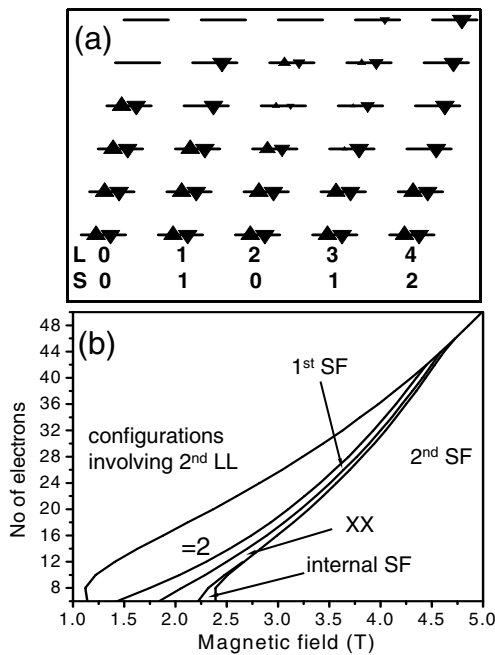 (a)
L 0 1 2 3 4
S 0 1 0 1 2
(b)
No of electrons
48
44
40
36
32
28
24
20
16
12
8
1st SF
configurations
involving 2nd LL
2nd SF
=2
XX
internal SF
1.0 1.5 2.0 2.5 3.0 3.5 4.0 4.5 5.0
Magnetic field (T)